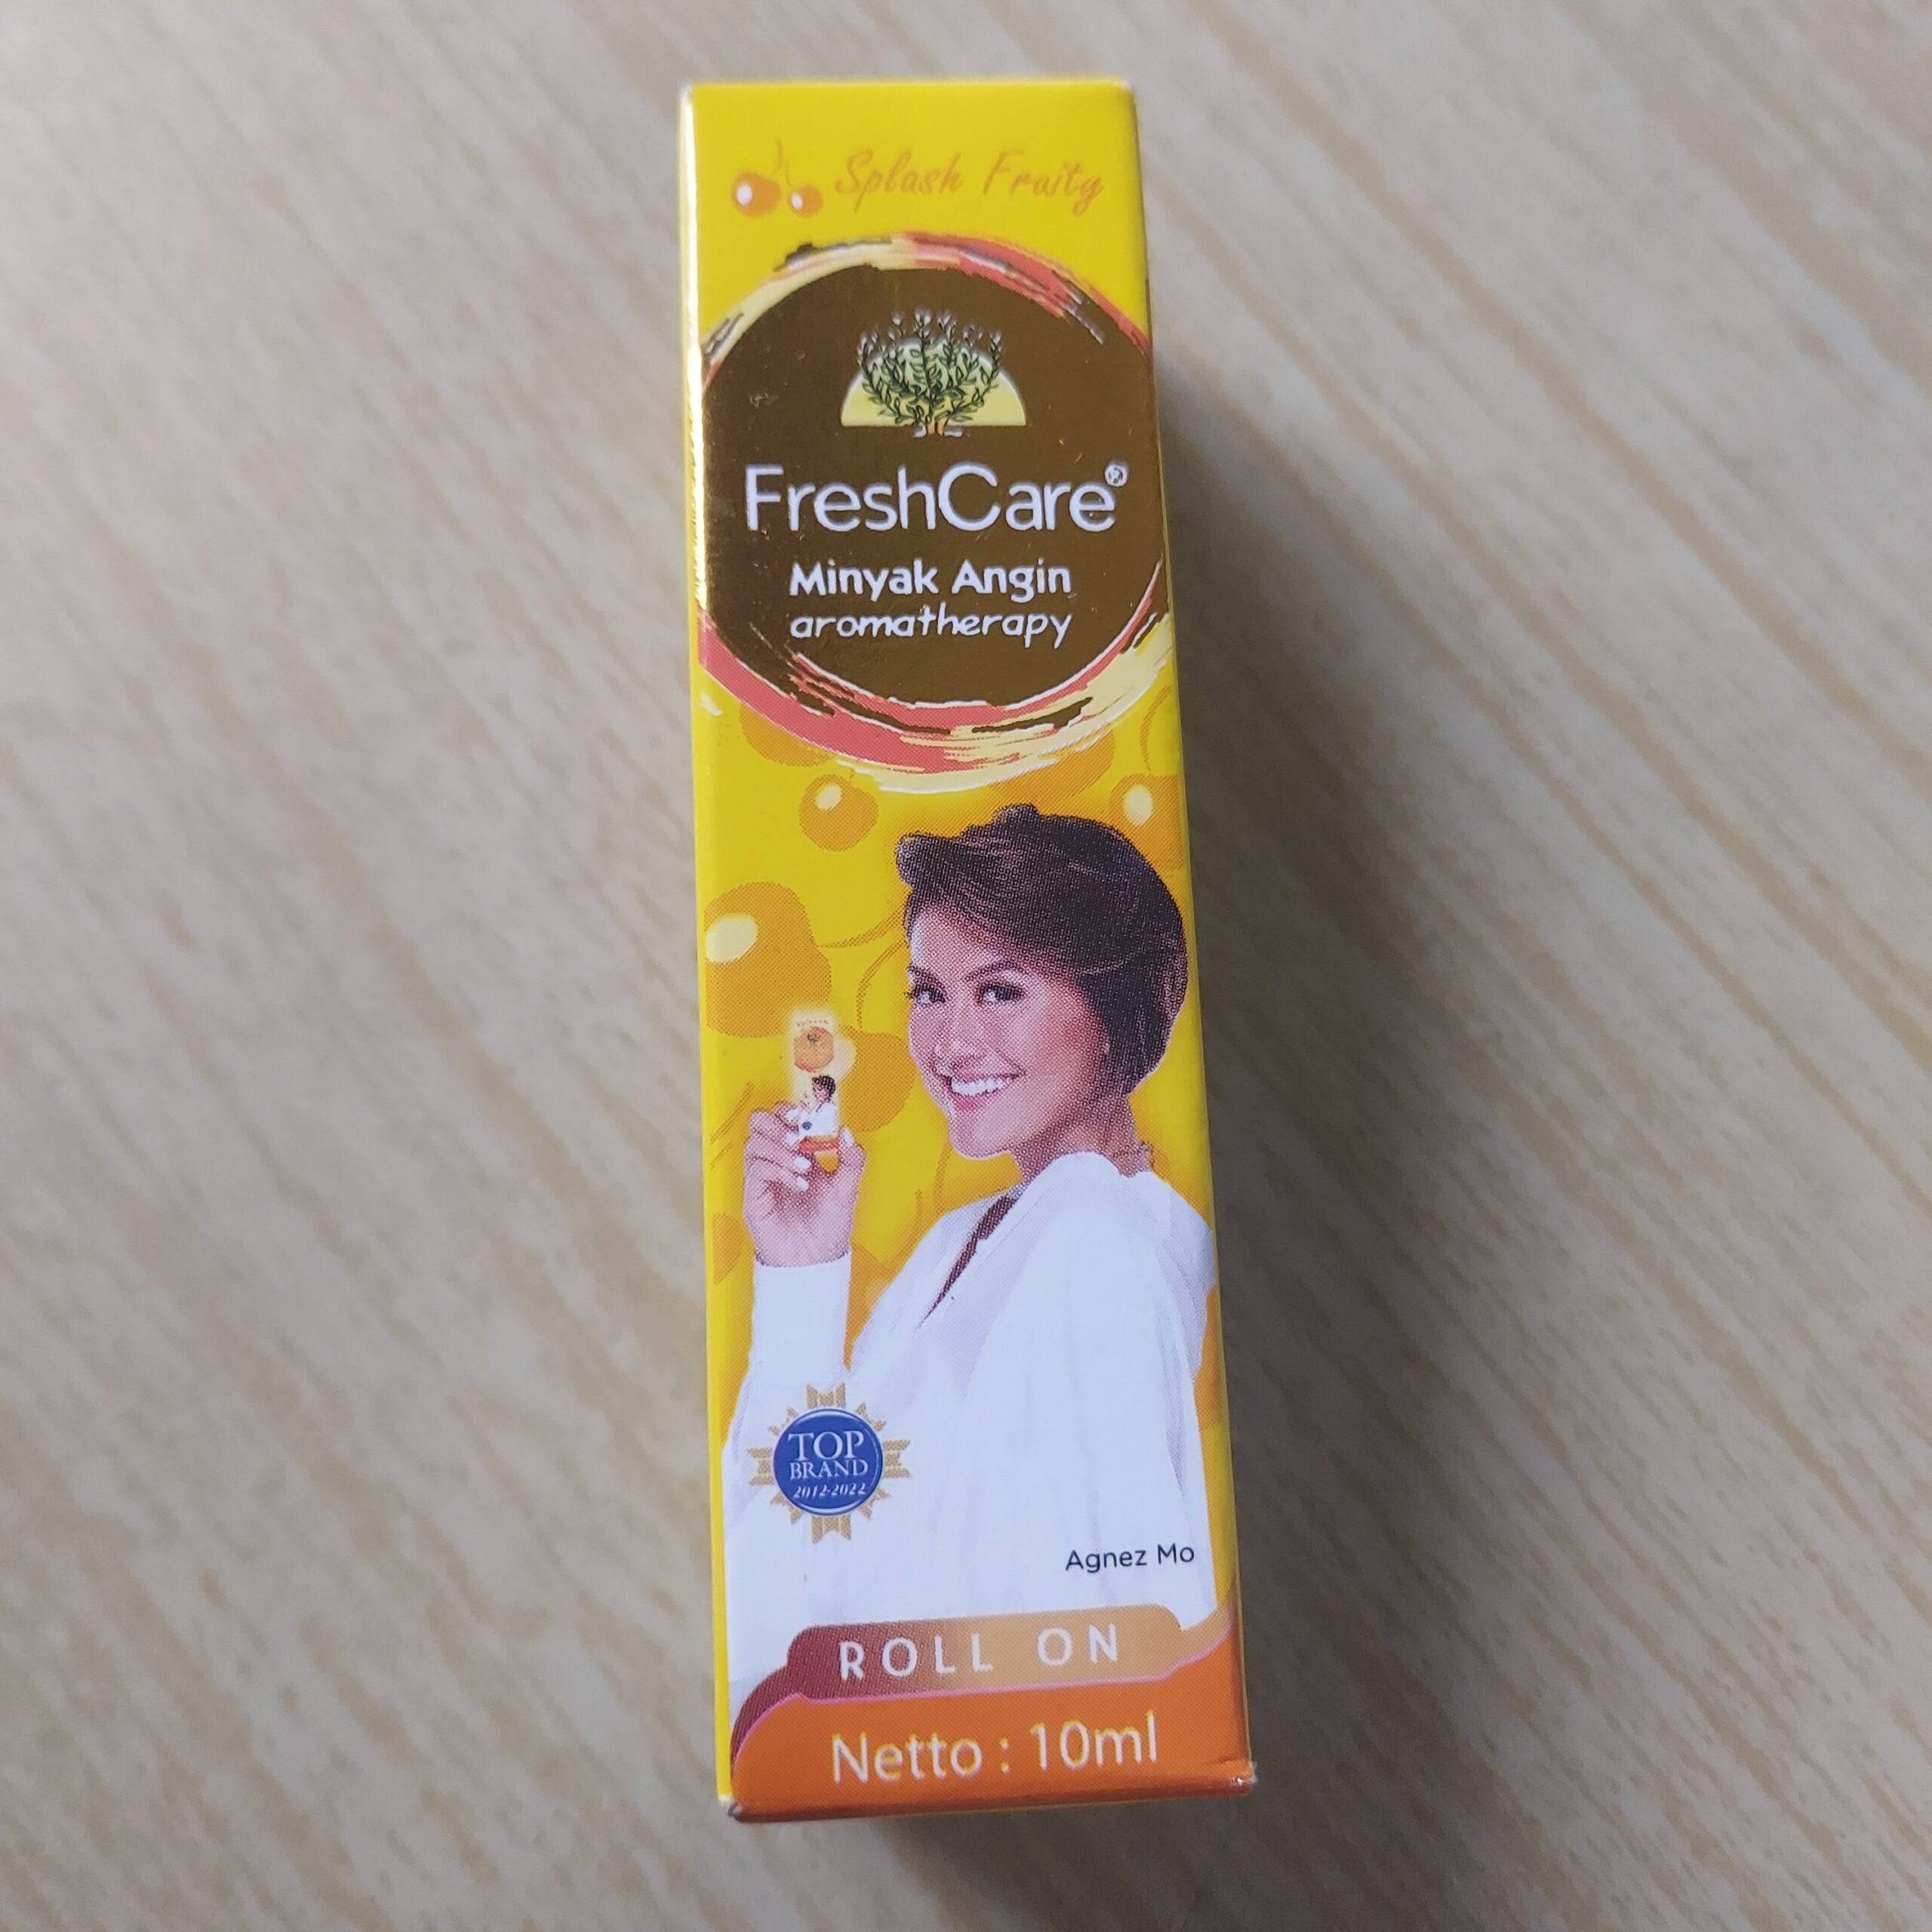 Splash Fruity
FreshCare®
Minyak Angin
aromatherapy
TOP
BRAND
2012-2022
Agnez Mo
ROLL ON
Netto : 10ml